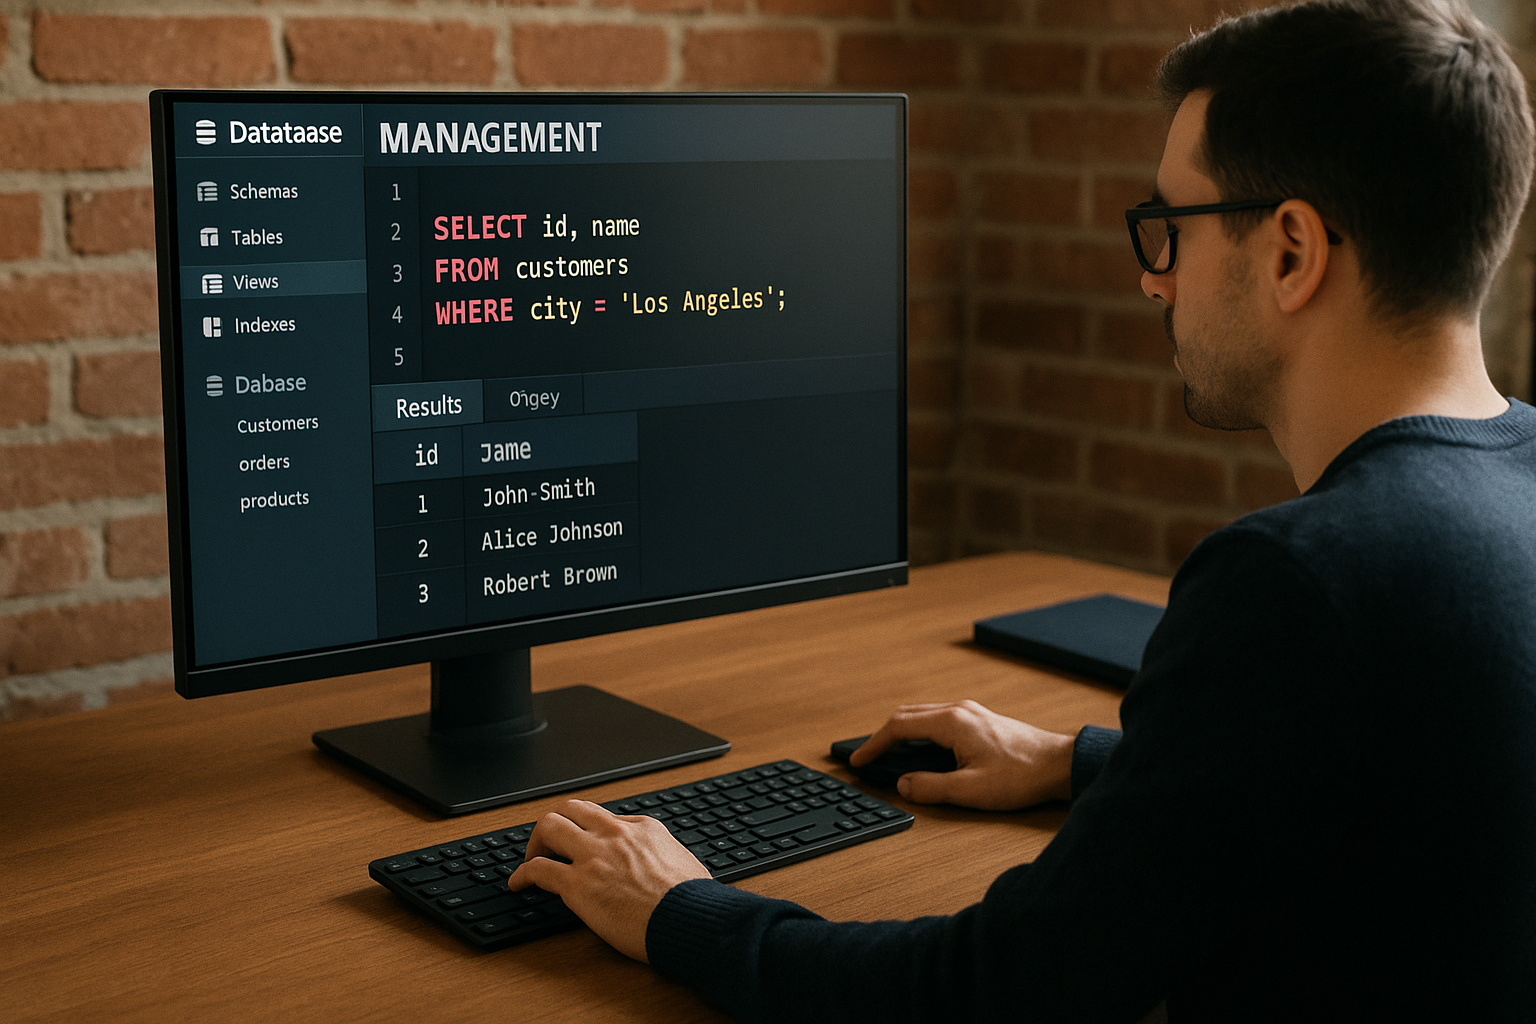 Datataase
Schemas
Tables
Views
Indexes
Dabase
Customers
orders
products
MANAGEMENT
1
2 SELECT id, name
3 FROM customers
4 WHERE city = 'Los Angeles';
5
Results
id Jame
1 John-Smith
2 Alice Johnson
3 Robert Brown